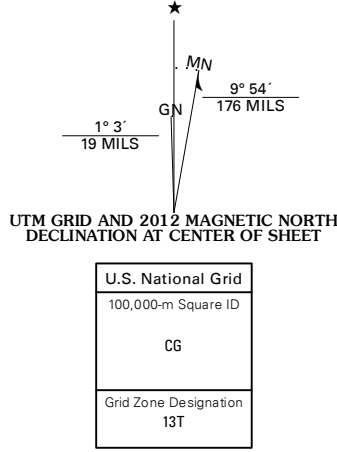 MN
9° 54´
176 MILS
GN
1° 3´
19 MILS
UTM GRID AND 2012 MAGNETIC NORTH
DECLINATION AT CENTER OF SHEET
U.S. National Grid
100,000-m Square ID
CG
Grid Zone Designation
13T